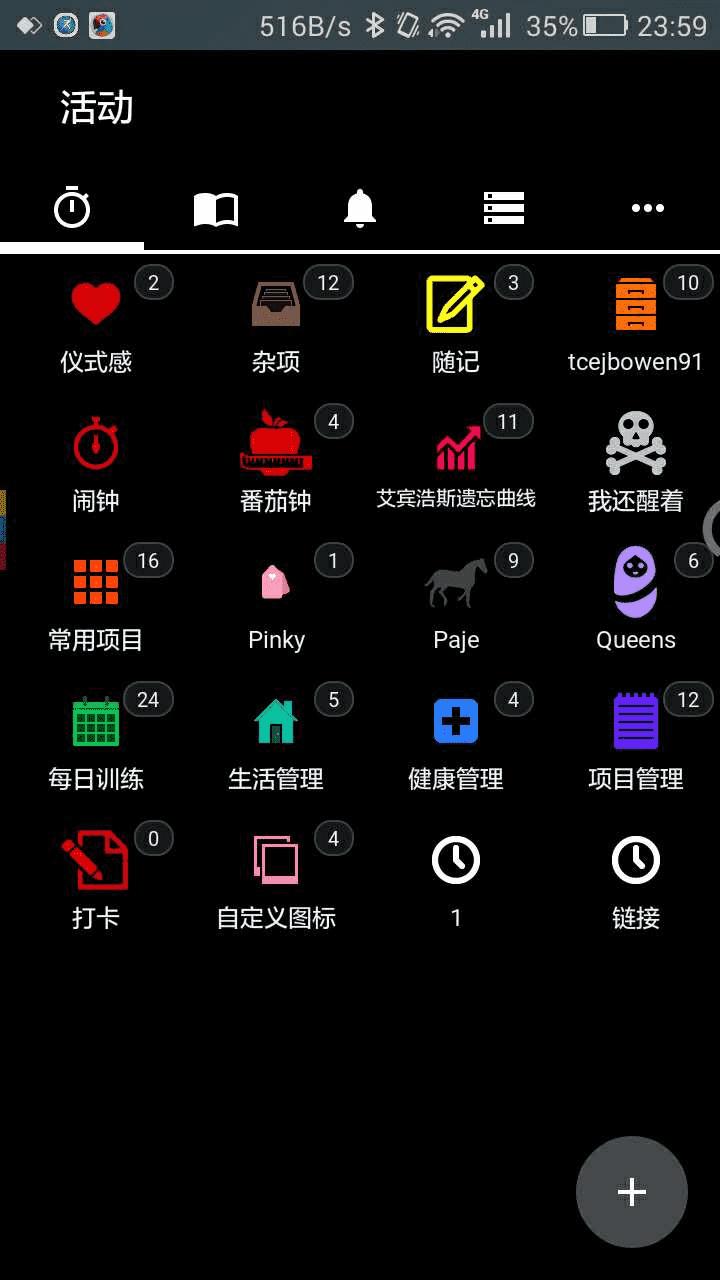 516B/s 4G 35% 23:59
活动
2 12 3 10
仪式感 杂项 随记 tcejbowen91
4 11
闹钟 番茄钟 艾宾浩斯遗忘曲线 我还醒着
16 1 9 6
常用项目 Pinky Paje Queens
24 5 4 12
每日训练 生活管理 健康管理 项目管理
0 4
打卡 自定义图标 1 链接